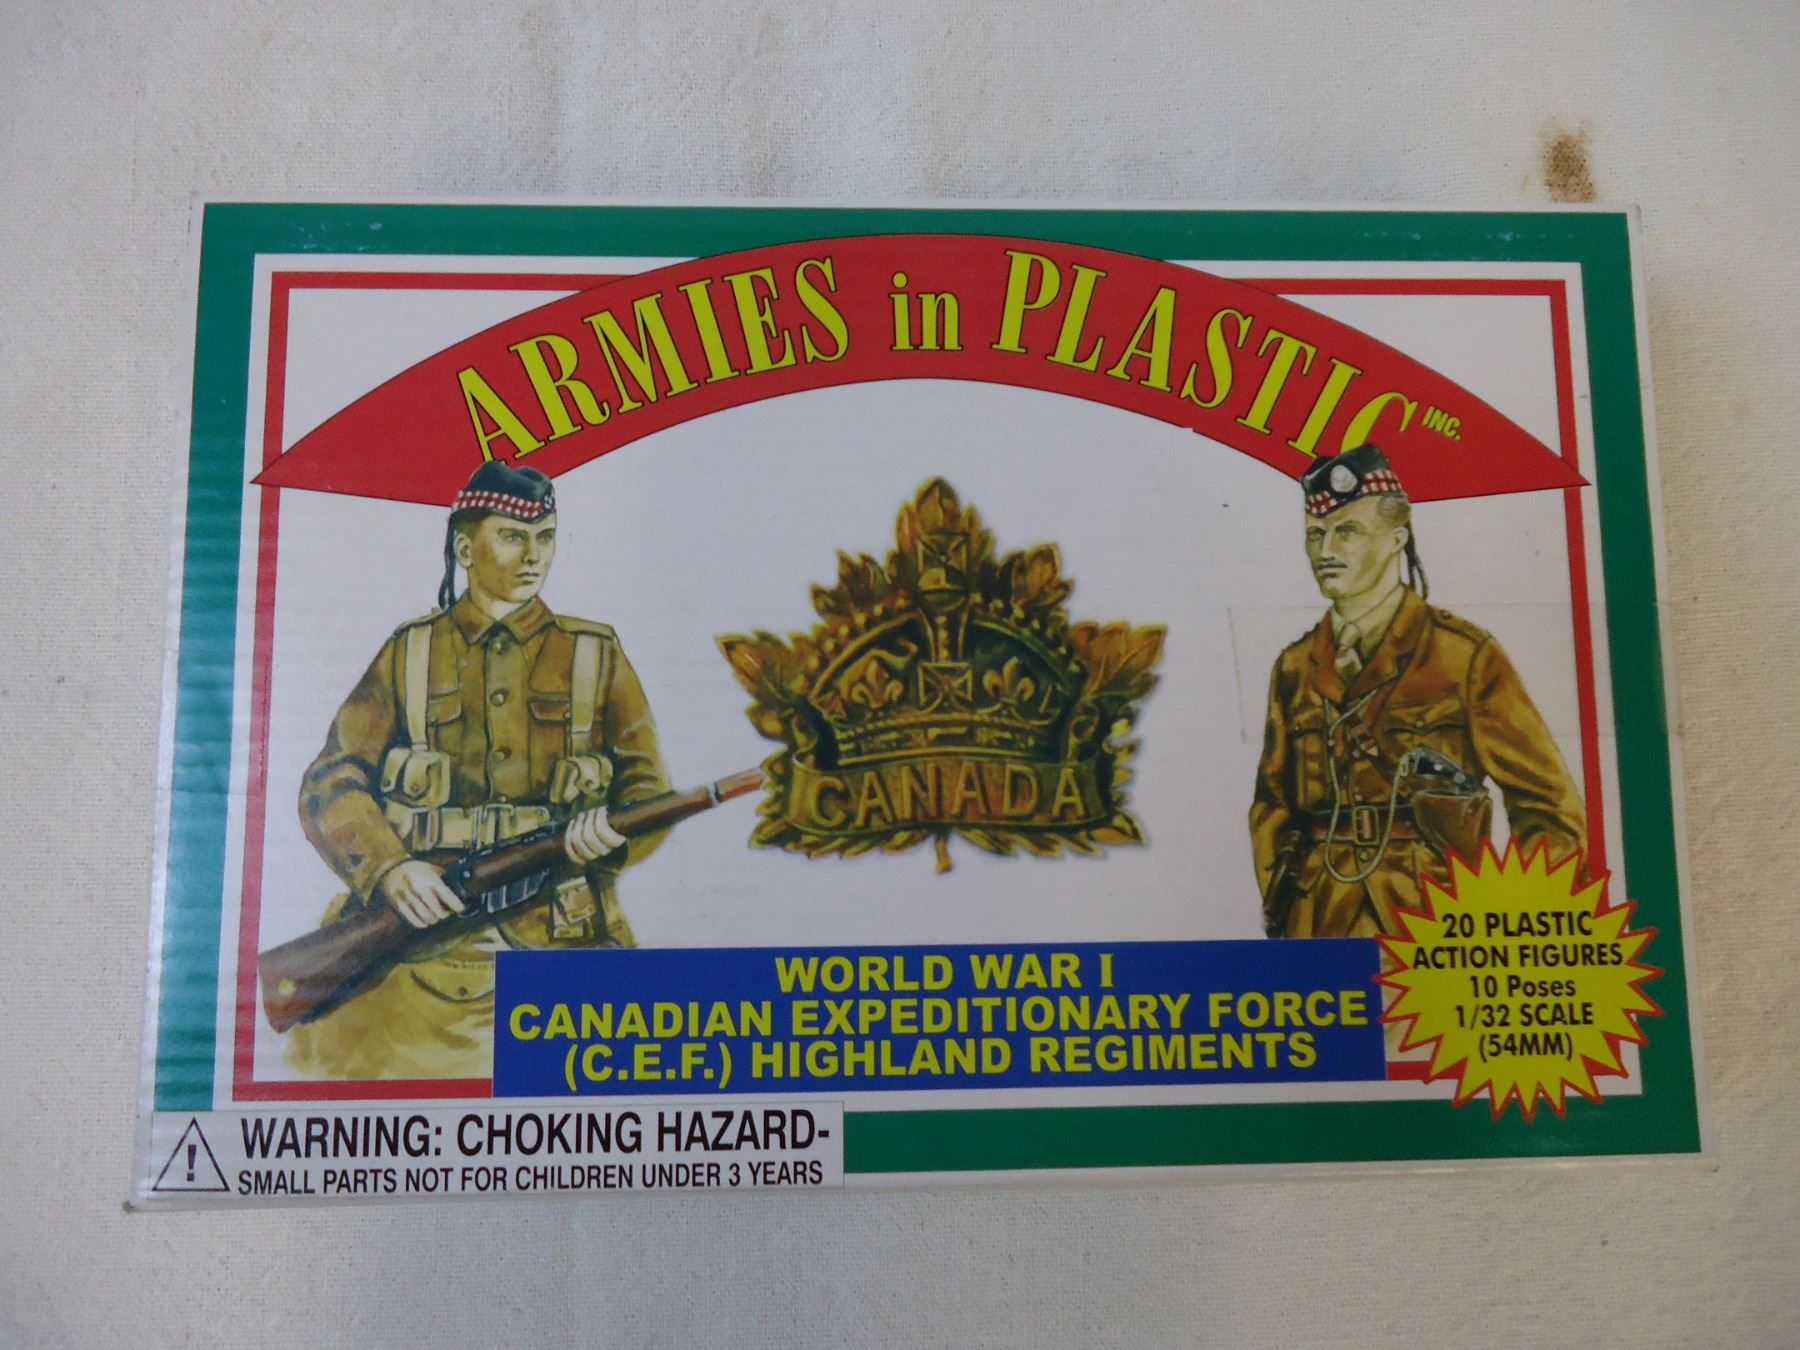 ARMIES in PLASTIC INC.
CANADA
WORLD WAR I
CANADIAN EXPEDITIONARY FORCE
(C.E.F.) HIGHLAND REGIMENTS
20 PLASTIC
ACTION FIGURES
10 Poses
1/32 SCALE
(54MM)
! WARNING: CHOKING HAZARD-
SMALL PARTS NOT FOR CHILDREN UNDER 3 YEARS